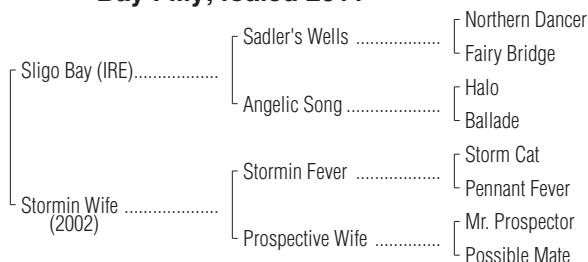 Bay Filly; foaled
Northern Dancer
Sadler's Wells ..................
Fairy Bridge
Sligo Bay (IRE)..................
Halo
Angelic Song ....................
Ballade
Storm Cat
Stormin Fever ..................
Pennant Fever
Stormin Wife ....................
(2002)
Mr. Prospector
Prospective Wife ..............
Possible Mate